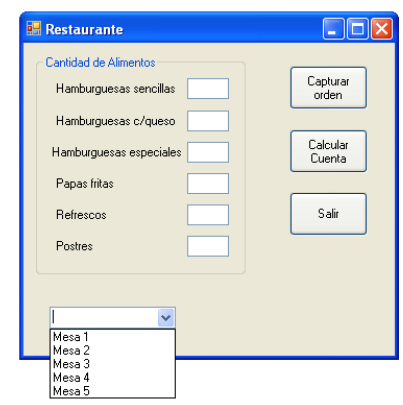 Restaurante
Cantidad de Alimentos
Hamburguesas sencillas
Hamburguesas c/queso
Hamburguesas especiales
Papas fritas
Refrescos
Postres
Capturar
orden
Calcular
Cuenta
Salir
Mesa 1
Mesa 2
Mesa 3
Mesa 4
Mesa 5